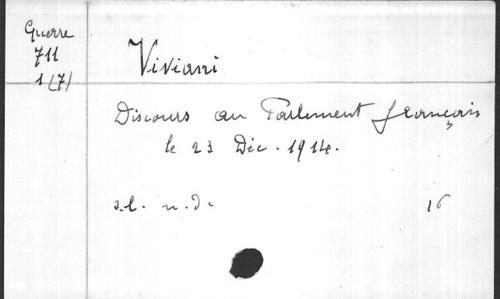 Guerre
711
1(7)
Viviani
Discours au Parlement français
le 23 Déc. 1914.
s.l. n.d.
16